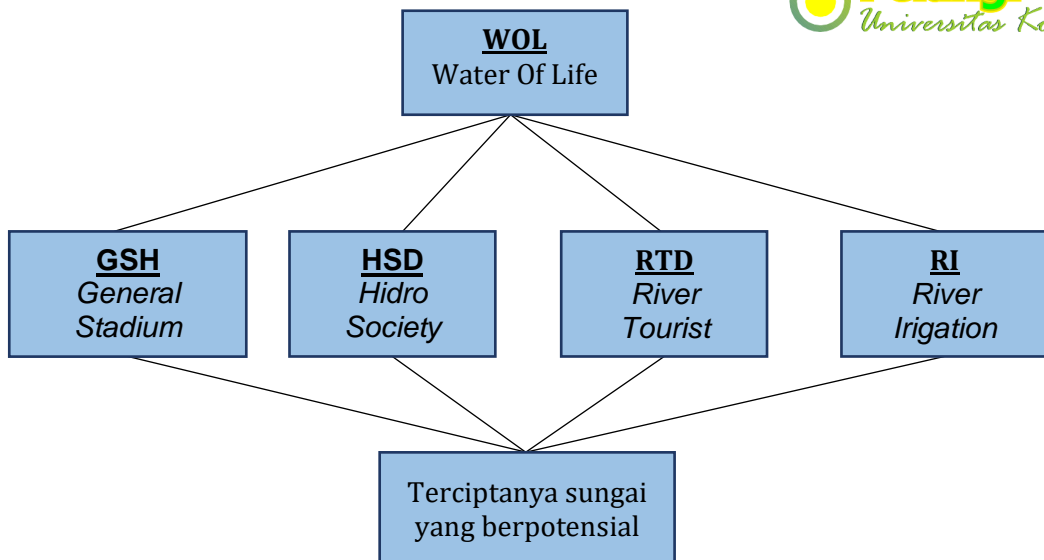 Universitas
WOL
Water Of Life
GSH
General
Stadium
HSD
Hidro
Society
RTD
River
Tourist
RI
River
Irigation
Terciptanya sungai
yang berpotensial